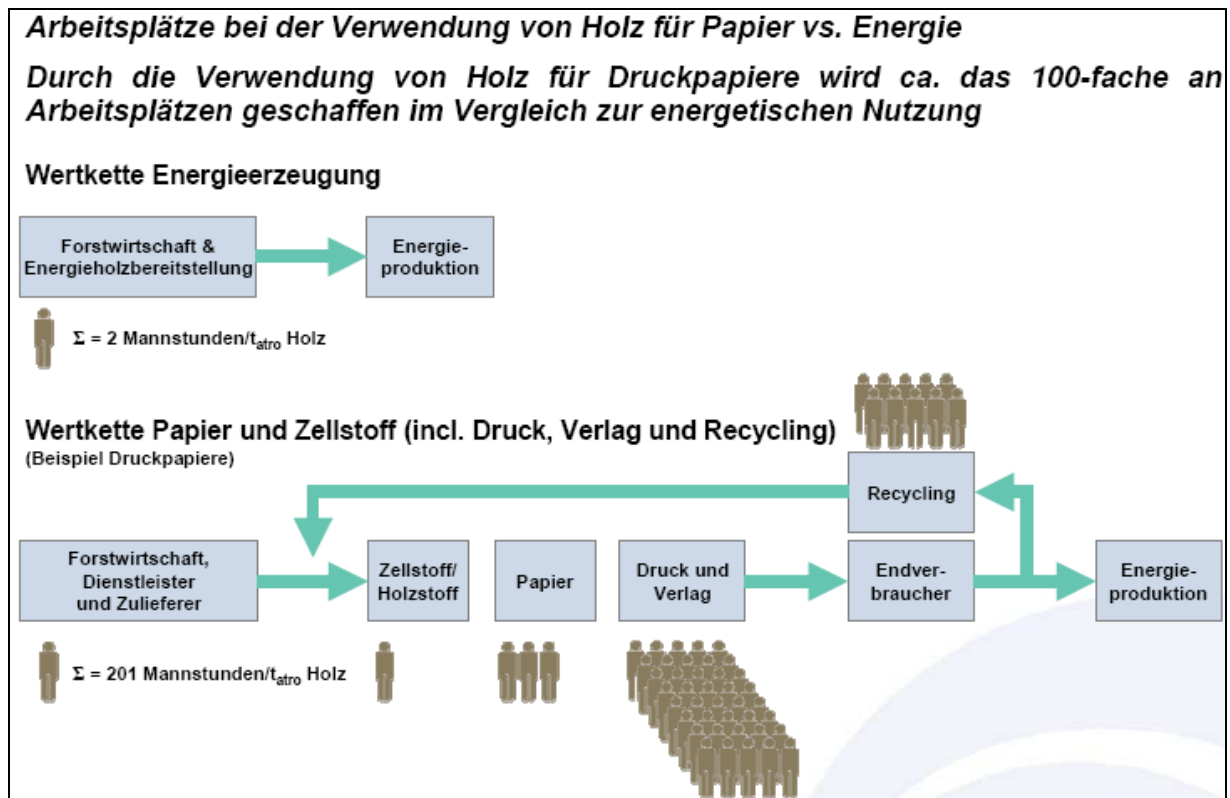 Arbeitsplätze bei der Verwendung von Holz für Papier vs. Energie
Durch die Verwendung von Holz für Druckpapiere wird ca. das 100-fache an
Arbeitsplätzen geschaffen im Vergleich zur energetischen Nutzung
Wertkette Energieerzeugung
Forstwirtschaft &
Energieholzbereitstellung
Energie-
produktion
Σ = 2 Mannstunden/t_atro Holz
Wertkette Papier und Zellstoff (incl. Druck, Verlag und Recycling)
(Beispiel Druckpapiere)
Recycling
Forstwirtschaft,
Dienstleister
und Zulieferer
Zellstoff/
Holzstoff
Papier
Druck und
Verlag
Endver-
braucher
Energie-
produktion
Σ = 201 Mannstunden/t_atro Holz